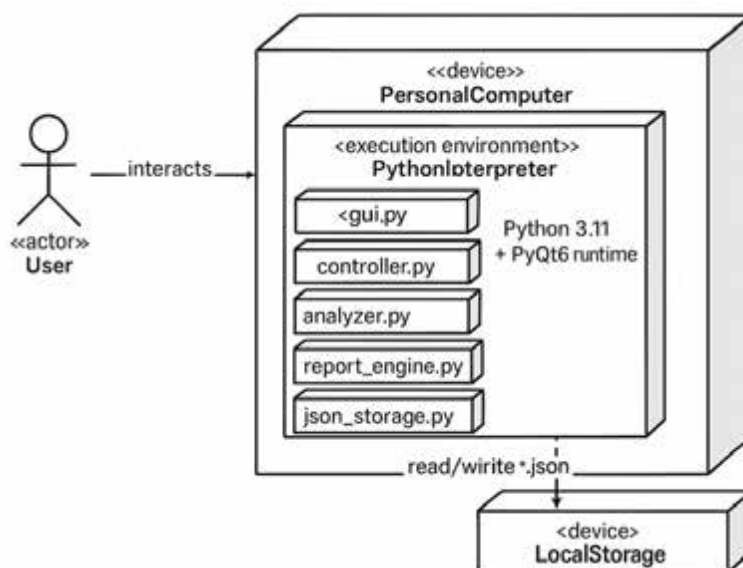 <<device>>
PersonalComputer
<execution environment>>
PythonIpterpreter
<gui.py
controller.py
analyzer.py
report_engine.py
json_storage.py
Python 3.11
+ PyQt6 runtime
interacts
«actor»
User
read/wirite *.json
<device>
LocalStorage